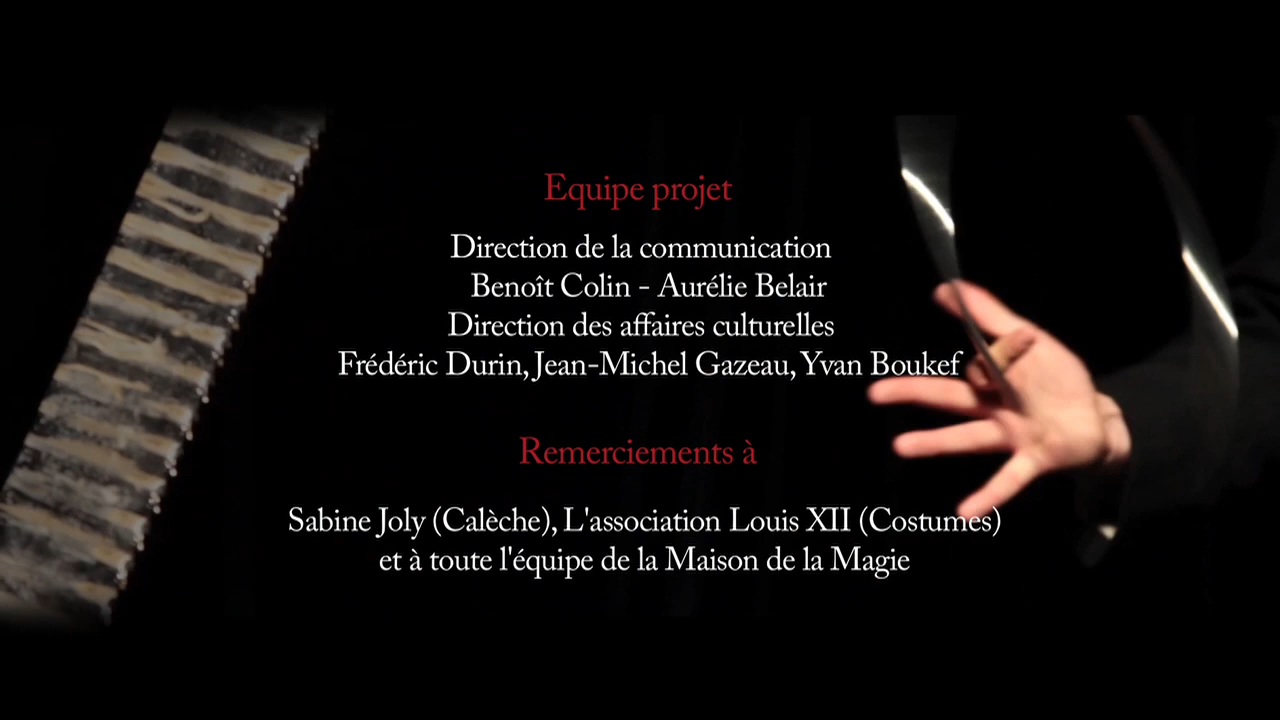 Equipe projet
Direction de la communication
Benoît Colin - Aurélie Belair
Direction des affaires culturelles
Frédéric Durin, Jean-Michel Gazeau, Yvan Boukef
Remerciements à
Sabine Joly (Calèche), L'association Louis XII (Costumes)
et à toute l'équipe de la Maison de la Magie